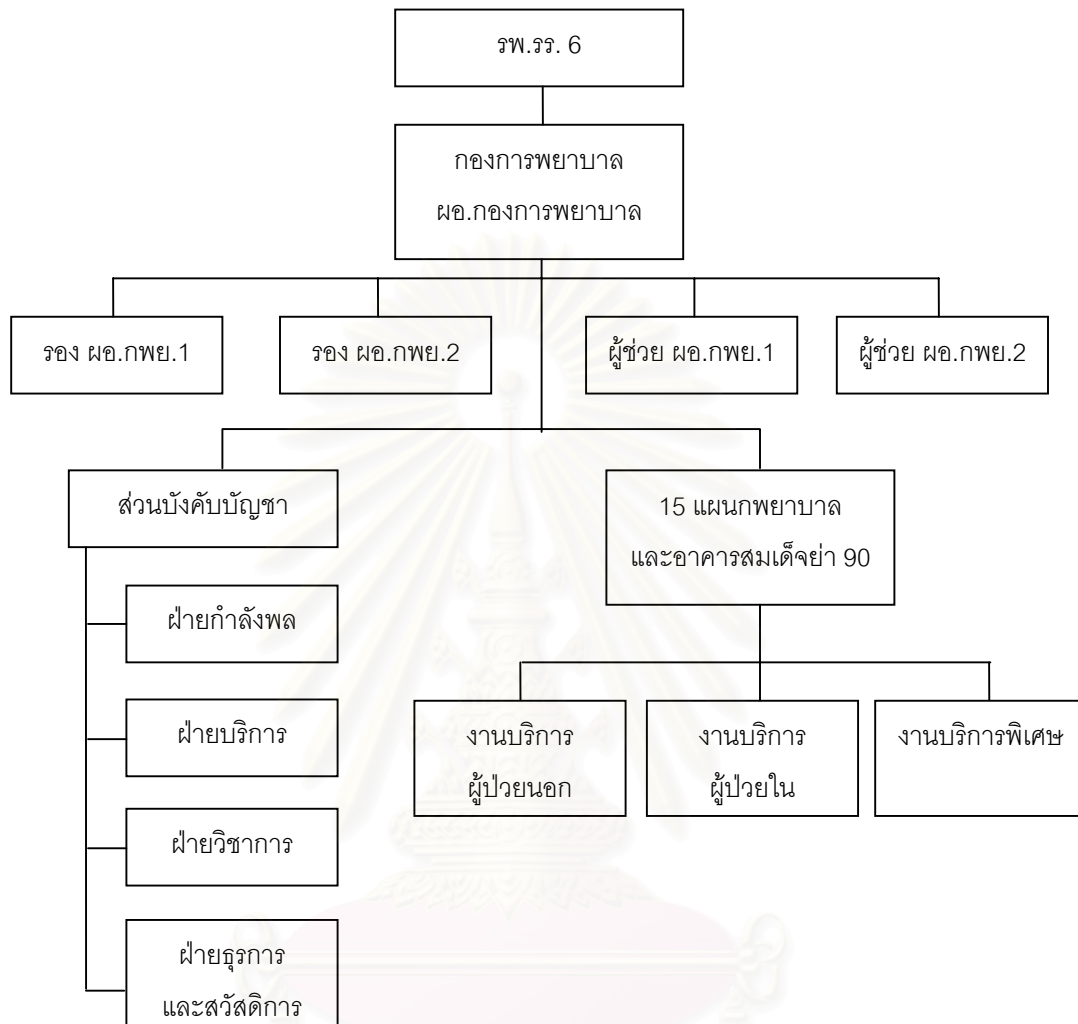 รพ.รร. 6
กองการพยาบาล
ผอ.กองการพยาบาล
รอง ผอ.กพย.1
รอง ผอ.กพย.2
ผู้ช่วย ผอ.กพย.1
ผู้ช่วย ผอ.กพย.2
ส่วนบังคับบัญชา
ฝ่ายกำลังพล
ฝ่ายบริการ
ฝ่ายวิชาการ
ฝ่ายธุรการ
และสวัสดิการ
15 แผนกพยาบาล
และอาคารสมเด็จย่า 90
งานบริการ
ผู้ป่วยนอก
งานบริการ
ผู้ป่วยใน
งานบริการพิเศษ